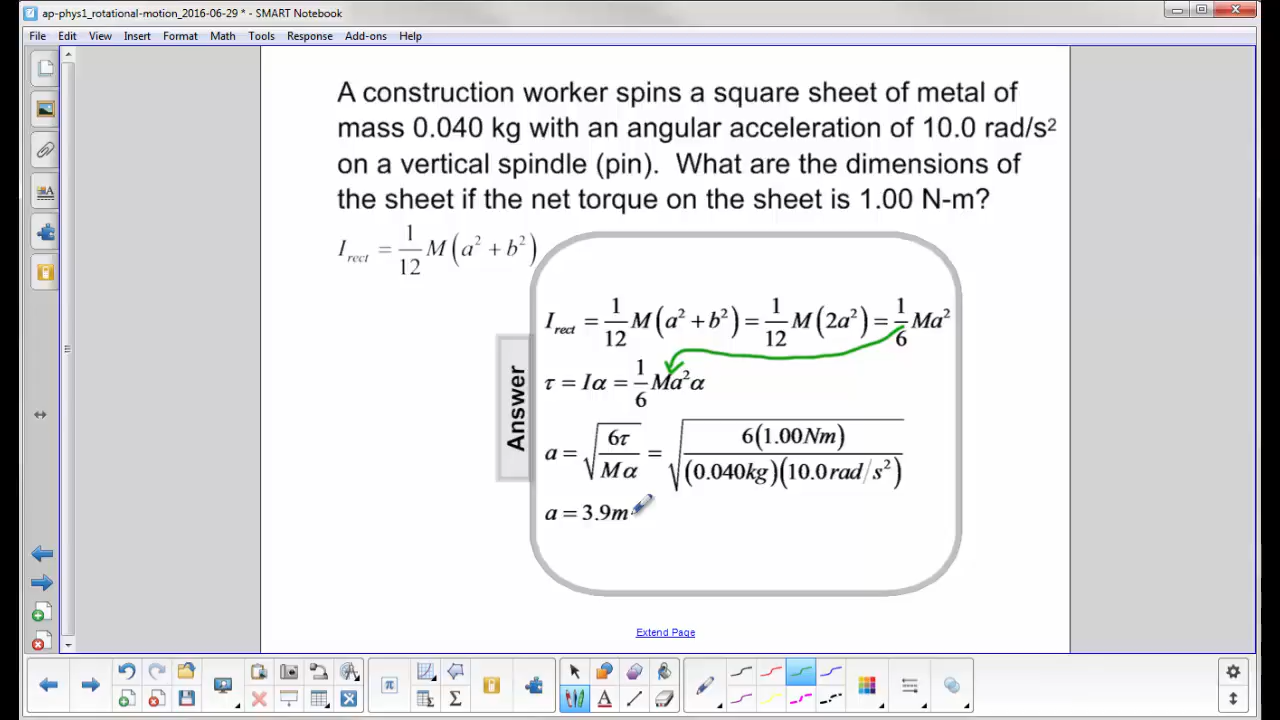 ap-phys1_rotational-motion_2016-06-29 * - SMART Notebook
File Edit View Insert Format Math Tools Response Add-ons Help
A construction worker spins a square sheet of metal of
mass 0.040 kg with an angular acceleration of 10.0 rad/s²
on a vertical spindle (pin). What are the dimensions of
the sheet if the net torque on the sheet is 1.00 N-m?
I_rect = 1/12 M(a² + b²)
Answer
I_rect = 1/12 M(a² + b²) = 1/12 M(2a²) = 1/6 Ma²
τ = Iα = 1/6 Ma²α
a = √(6τ/Mα) = √(6(1.00Nm)/(0.040kg)(10.0rad/s²))
a = 3.9m
Extend Page